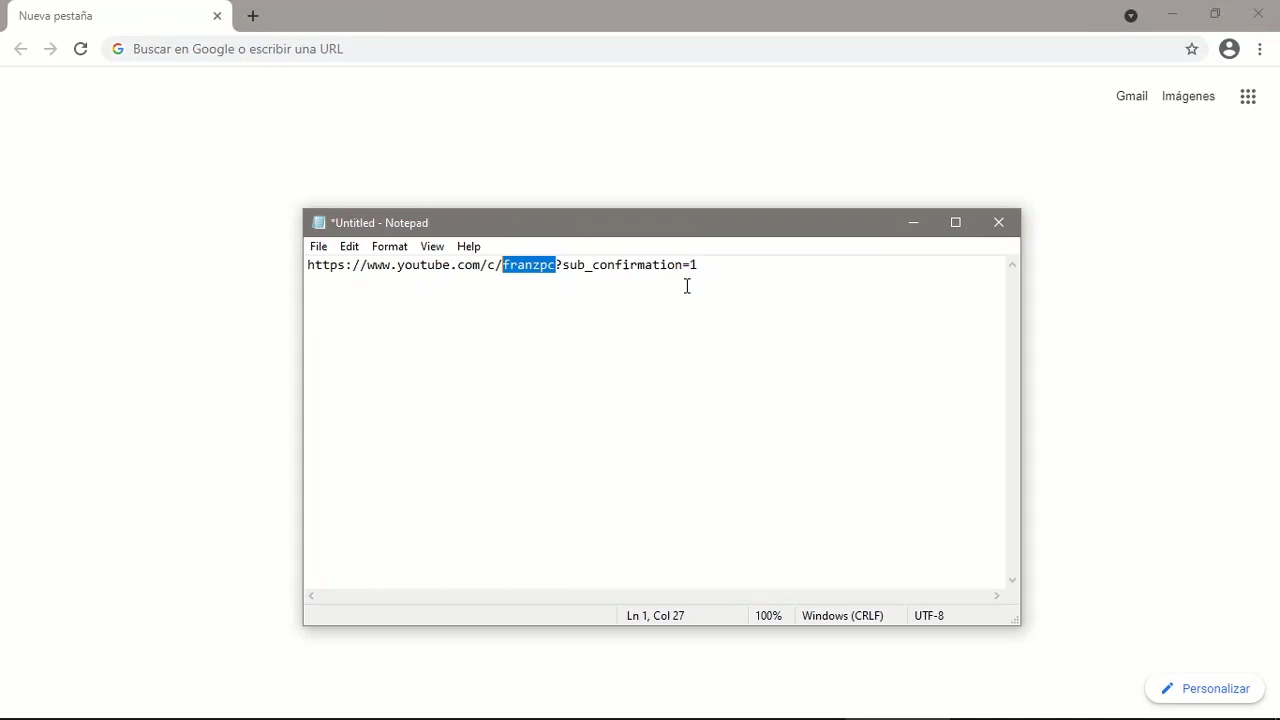 Nueva pestaña
Buscar en Google o escribir una URL
Gmail Imágenes
*Untitled - Notepad
File Edit Format View Help
https://www.youtube.com/c/franzpc?sub_confirmation=1
Ln 1, Col 27 100% Windows (CRLF) UTF-8
Personalizar